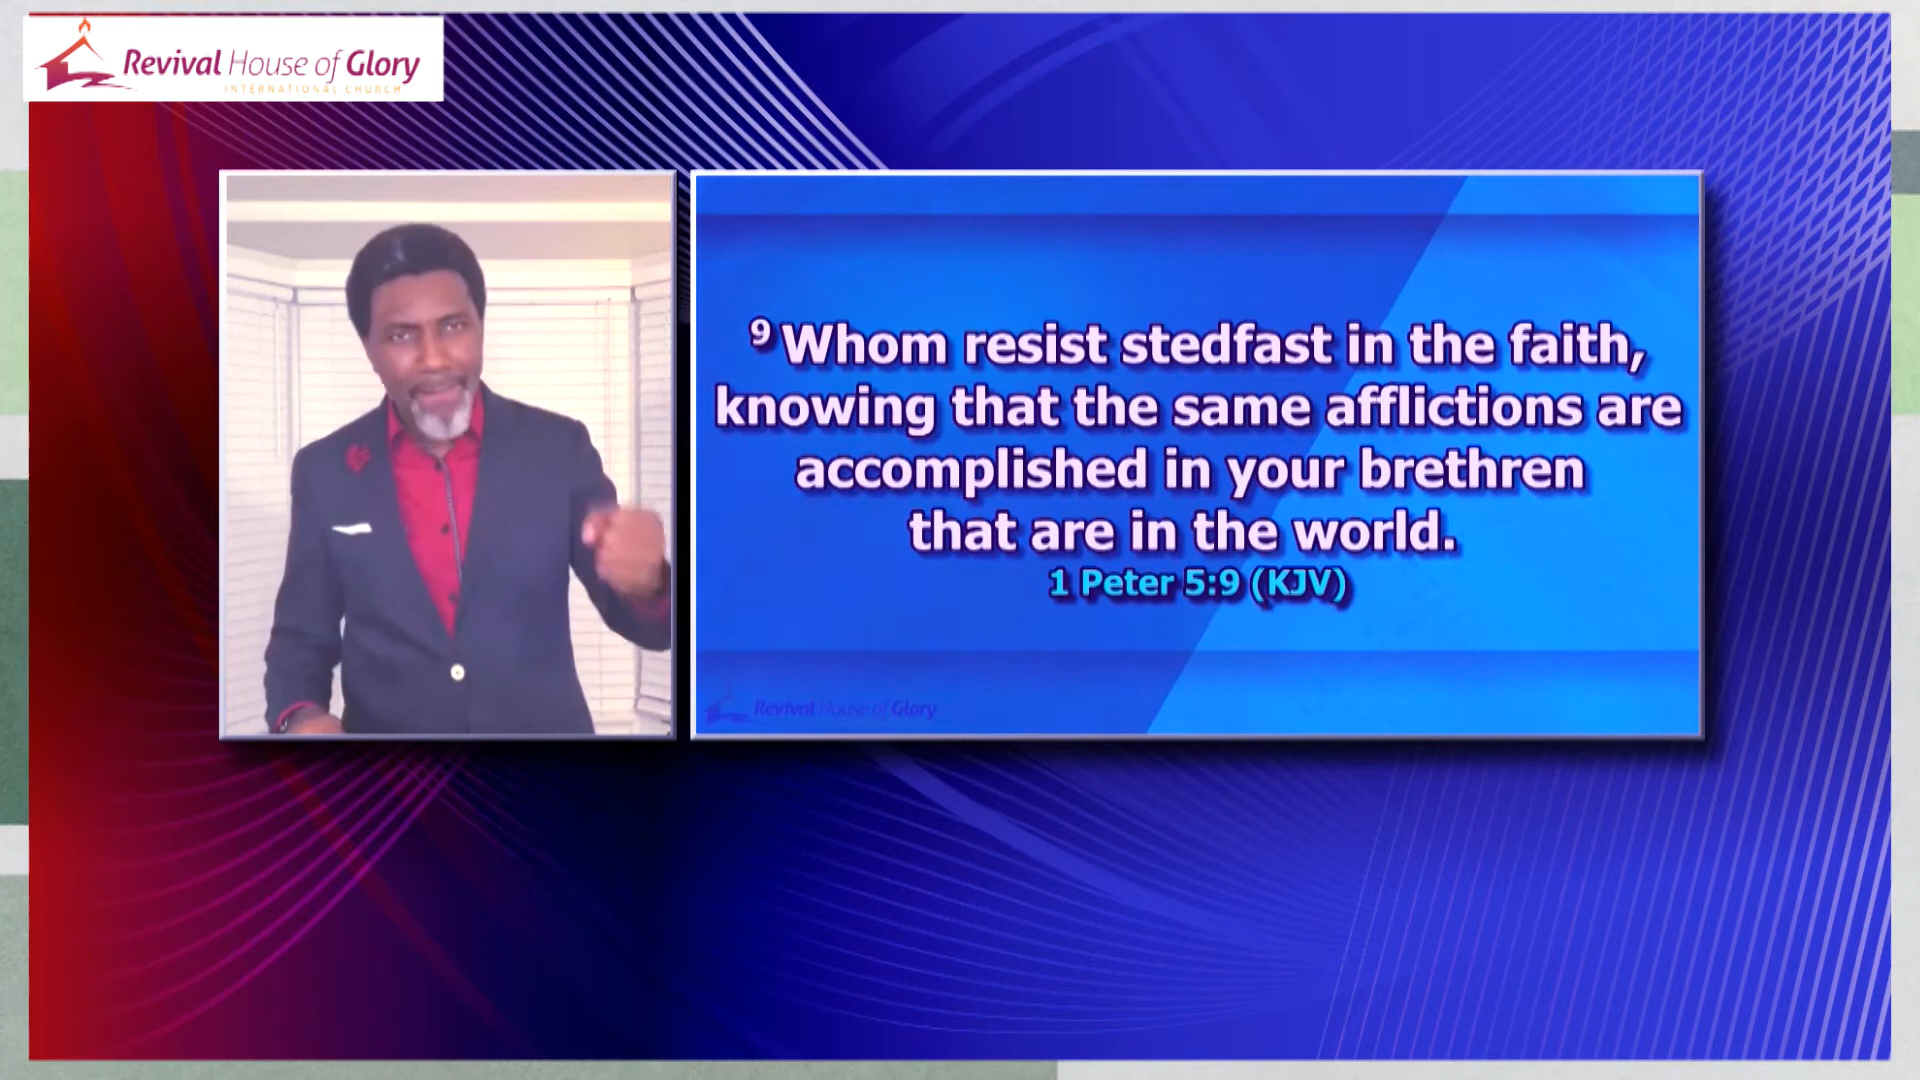 Revival House of Glory
INTERNATIONAL CHURCH
9 Whom resist stedfast in the faith,
knowing that the same afflictions are
accomplished in your brethren
that are in the world.
1 Peter 5:9 (KJV)
Revival House of Glory